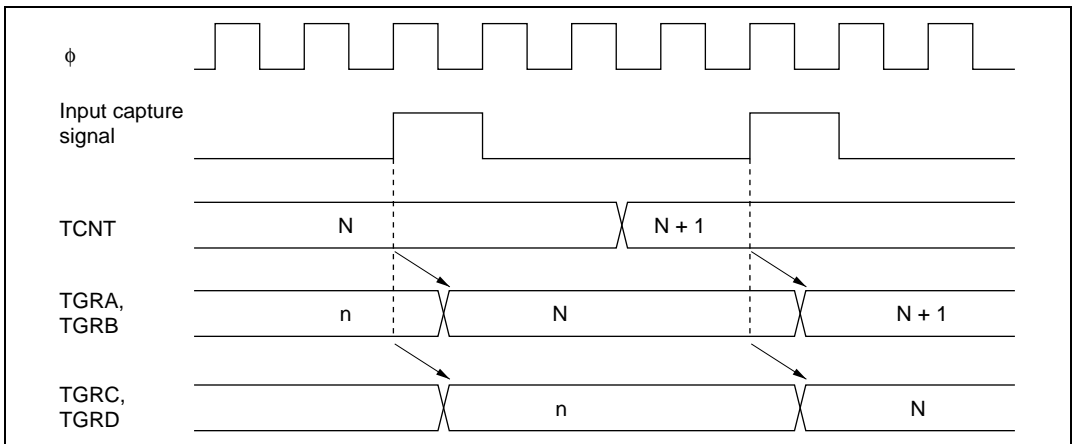 ϕ
Input capture
signal
TCNT
N
N + 1
TGRA,
TGRB
n
N
N + 1
TGRC,
TGRD
n
N